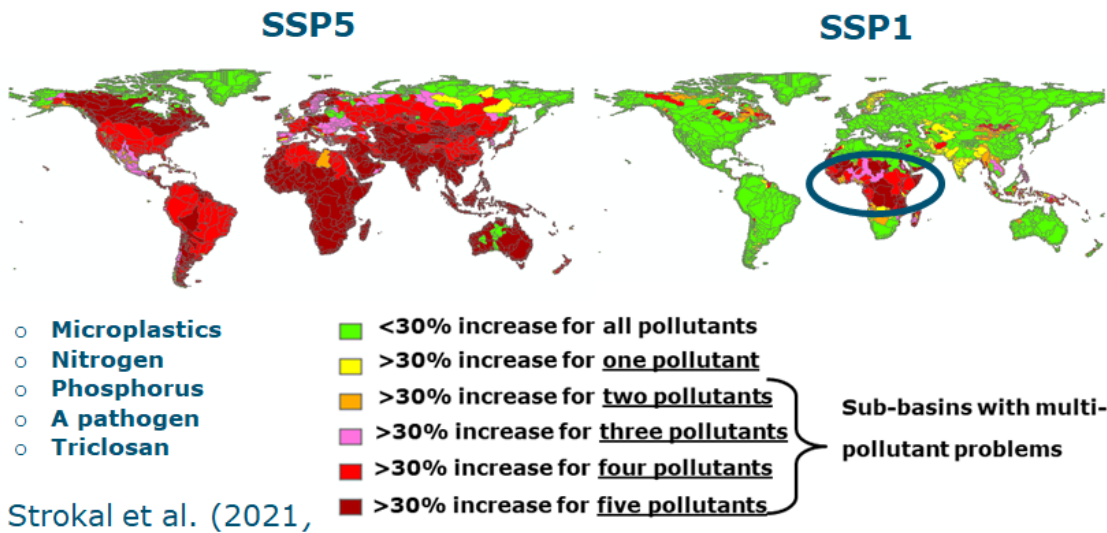 SSP5
SSP1
○ Microplastics
○ Nitrogen
○ Phosphorus
○ A pathogen
○ Triclosan
<30% increase for all pollutants
>30% increase for one pollutant
>30% increase for two pollutants
>30% increase for three pollutants
>30% increase for four pollutants
>30% increase for five pollutants
Sub-basins with multi-
pollutant problems
Strokal et al. (2021,